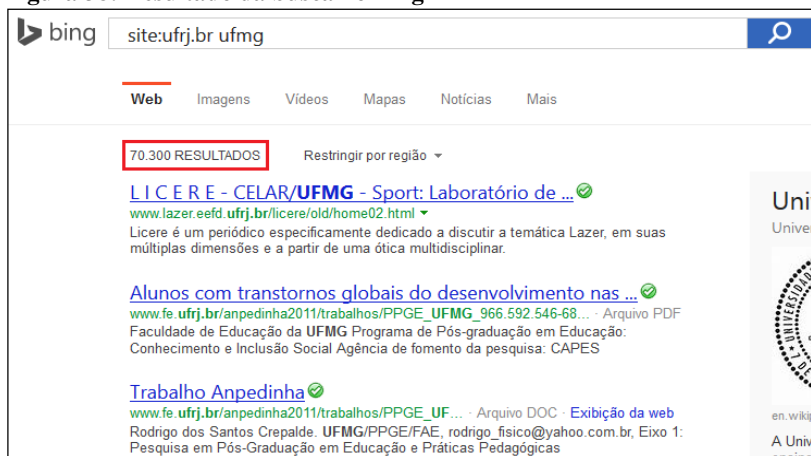 bing site:ufrj.br ufmg
Web Imagens Vídeos Mapas Notícias Mais
70.300 RESULTADOS Restringir por região
L I C E R E - CELAR/UFMG - Sport: Laboratório de ...
www.lazer.eefd.ufrj.br/licere/old/home02.html
Licere é um periódico especificamente dedicado a discutir a temática Lazer, em suas
múltiplas dimensões e a partir de uma ótica multidisciplinar.
Alunos com transtornos globais do desenvolvimento nas ...
www.fe.ufrj.br/anpedinha2011/trabalhos/PPGE_UFMG_966.592.546-68... · Arquivo PDF
Faculdade de Educação da UFMG Programa de Pós-graduação em Educação:
Conhecimento e Inclusão Social Agência de fomento da pesquisa: CAPES
Trabalho Anpedinha
www.fe.ufrj.br/anpedinha2011/trabalhos/PPGE_UF... · Arquivo DOC · Exibição da web
Rodrigo dos Santos Crepalde. UFMG/PPGE/FAE, rodrigo_fisico@yahoo.com.br, Eixo 1:
Pesquisa em Pós-Graduação em Educação e Práticas Pedagógicas
Uni
Unive
en.wikip
A Univ